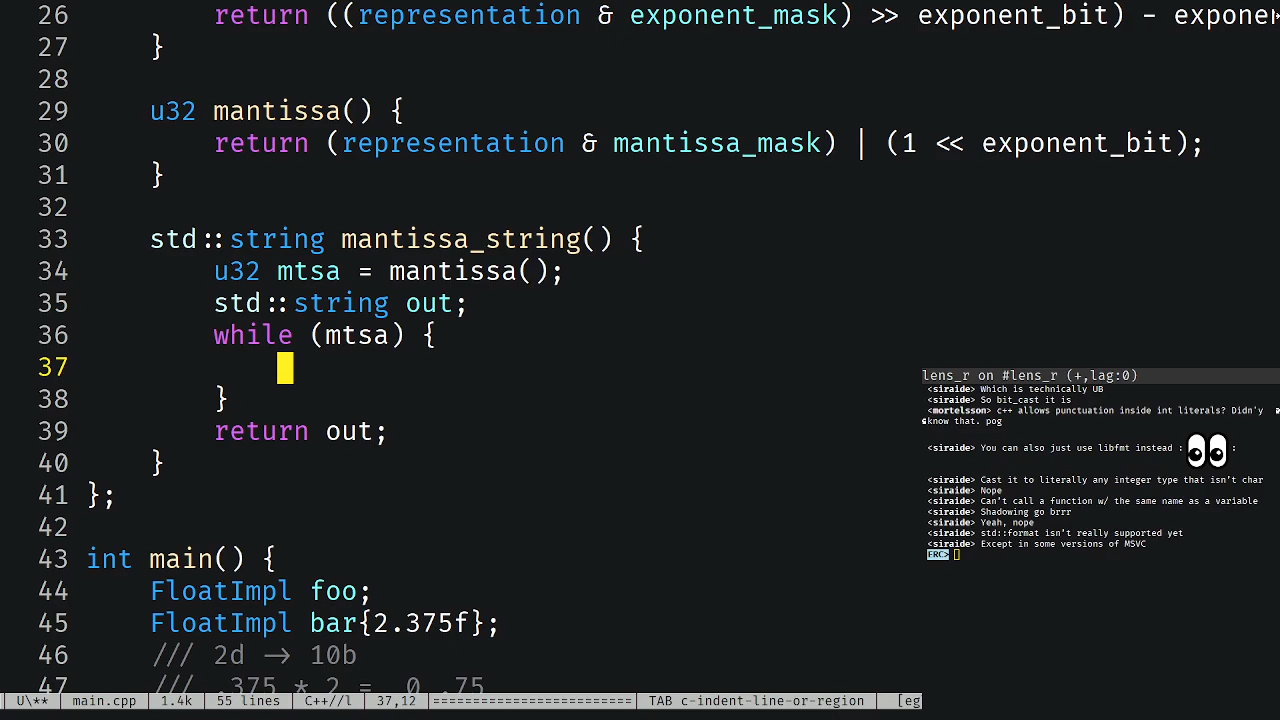 26 return ((representation & exponent_mask) >> exponent_bit) -
27 }
28
29 u32 mantissa() {
30 return (representation & mantissa_mask) | (1 << exponent_bit);
31 }
32
33 std::string mantissa_string() {
34 u32 mtsa = mantissa();
35 std::string out;
36 while (mtsa) {
37
38 }
39 return out;
40 }
41 };
42
43 int main() {
44 FloatImpl foo;
45 FloatImpl bar{2.375f};
46 /// 2d -> 10b
47 /// .375 * 2 = 0 .75
lens_r on #lens_r (+,lag:0)
<siraide> Which is technically UB
<siraide> So bit_cast it is
<mortelsson> c++ allows punctuation inside int literals? Didn'y
know that. pog
<siraide> You can also just use libfmt instead : :
<siraide> Cast it to literally any integer type that isn't char
<siraide> Nope
<siraide> Can't call a function w/ the same name as a variable
<siraide> Shadowing go brrr
<siraide> Yeah, nope
<siraide> std::format isn't really supported yet
<siraide> Except in some versions of MSVC
ERC>
U\** main.cpp 1.4k 55 lines C++//l 37,12 ========================= TAB c-indent-line-or-region [eg